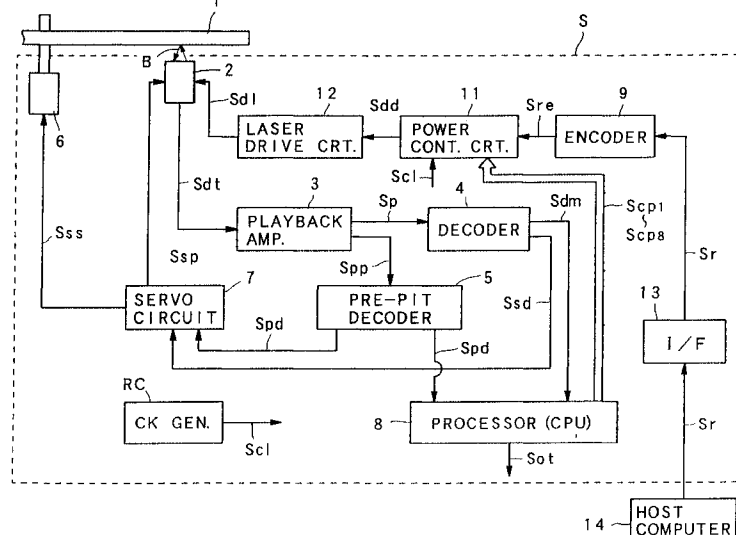 1
S
B
2
6
Sdl
12
LASER
DRIVE CRT.
Sdd
11
POWER
CONT. CRT.
Sre
9
ENCODER
Scl
Sdt
3
PLAYBACK
AMP.
Sp
4
DECODER
Sdm
Scp1
Scp8
Sr
Sss
Ssp
Spp
5
PRE-PIT
DECODER
Ssd
7
SERVO
CIRCUIT
Spd
Spd
13
I/F
RC
CK GEN.
Scl
8
PROCESSOR (CPU)
Sot
Sr
14
HOST
COMPUTER